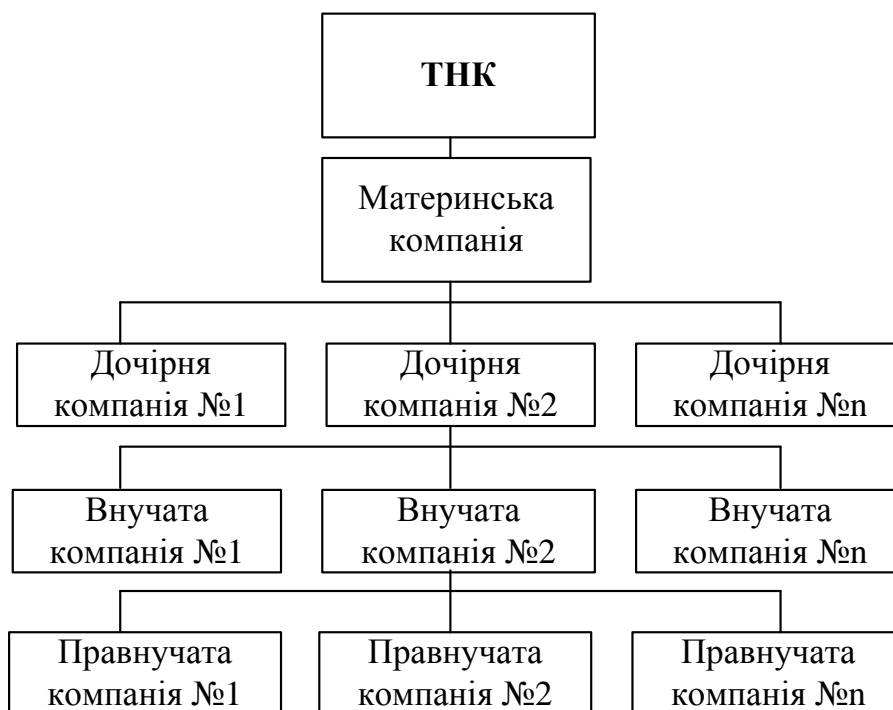 ТНК
Материнська
компанія
Дочірня
компанія №1
Дочірня
компанія №2
Дочірня
компанія №n
Внучата
компанія №1
Внучата
компанія №2
Внучата
компанія №n
Правнучата
компанія №1
Правнучата
компанія №2
Правнучата
компанія №n